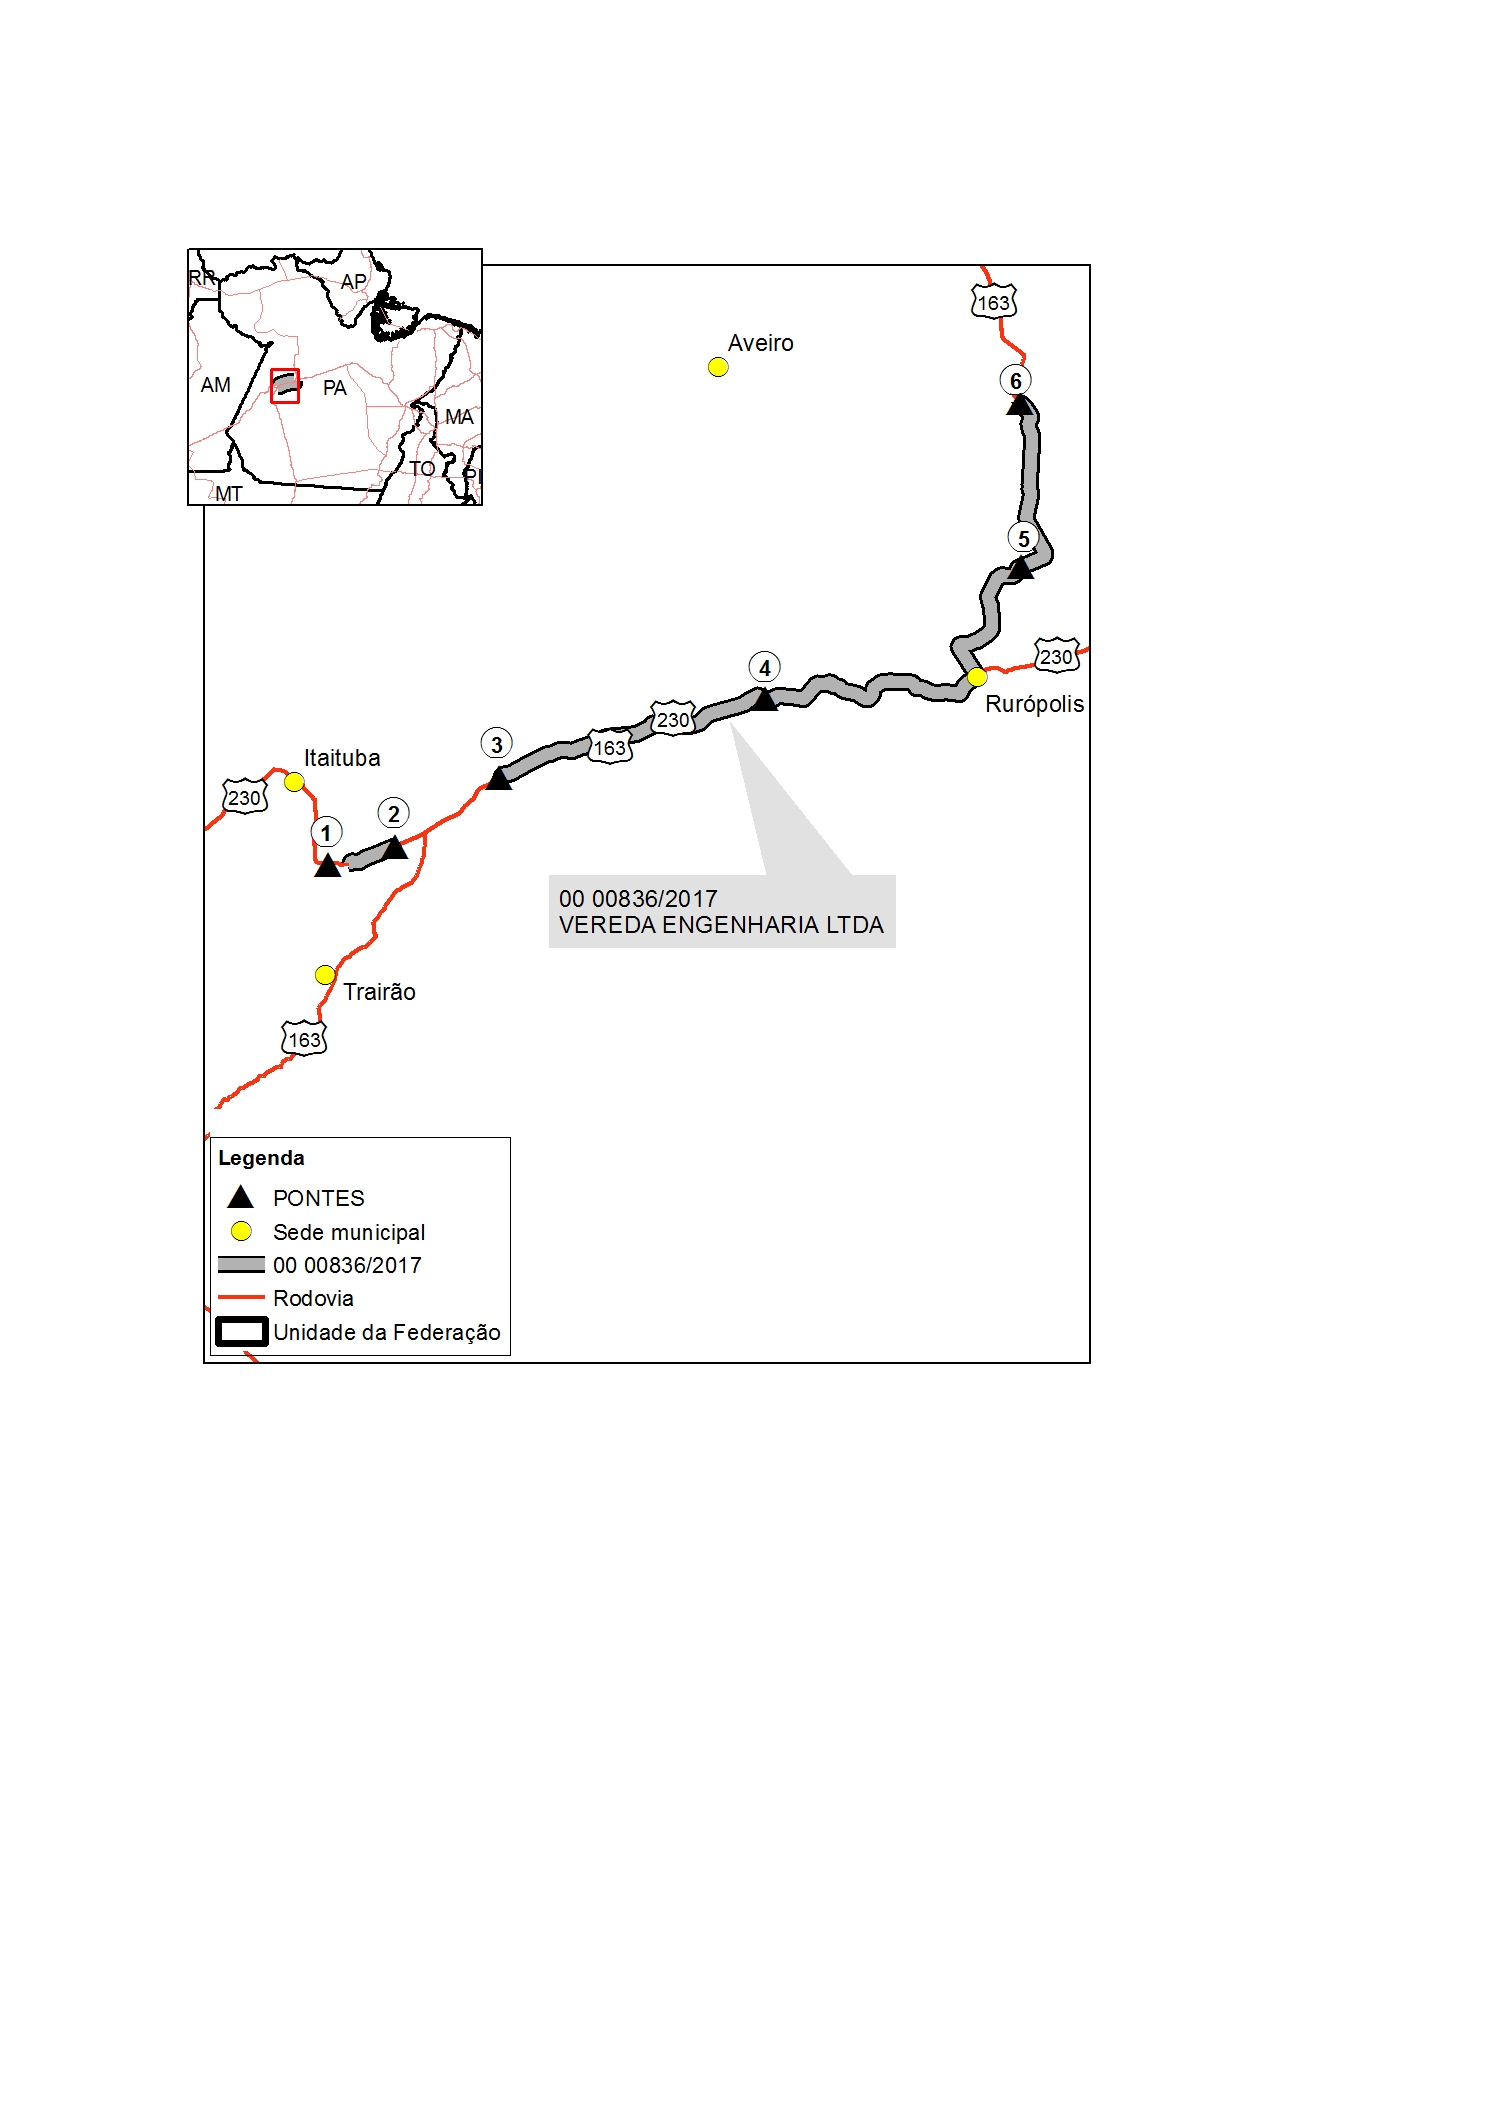 RR
AP
AM
PA
MA
TO
PI
MT
163
Aveiro
6
5
230
4
Rurópolis
230
3
163
Itaituba
230
2
1
00 00836/2017
VEREDA ENGENHARIA LTDA
Trairão
163
Legenda
PONTES
Sede municipal
00 00836/2017
Rodovia
Unidade da Federação